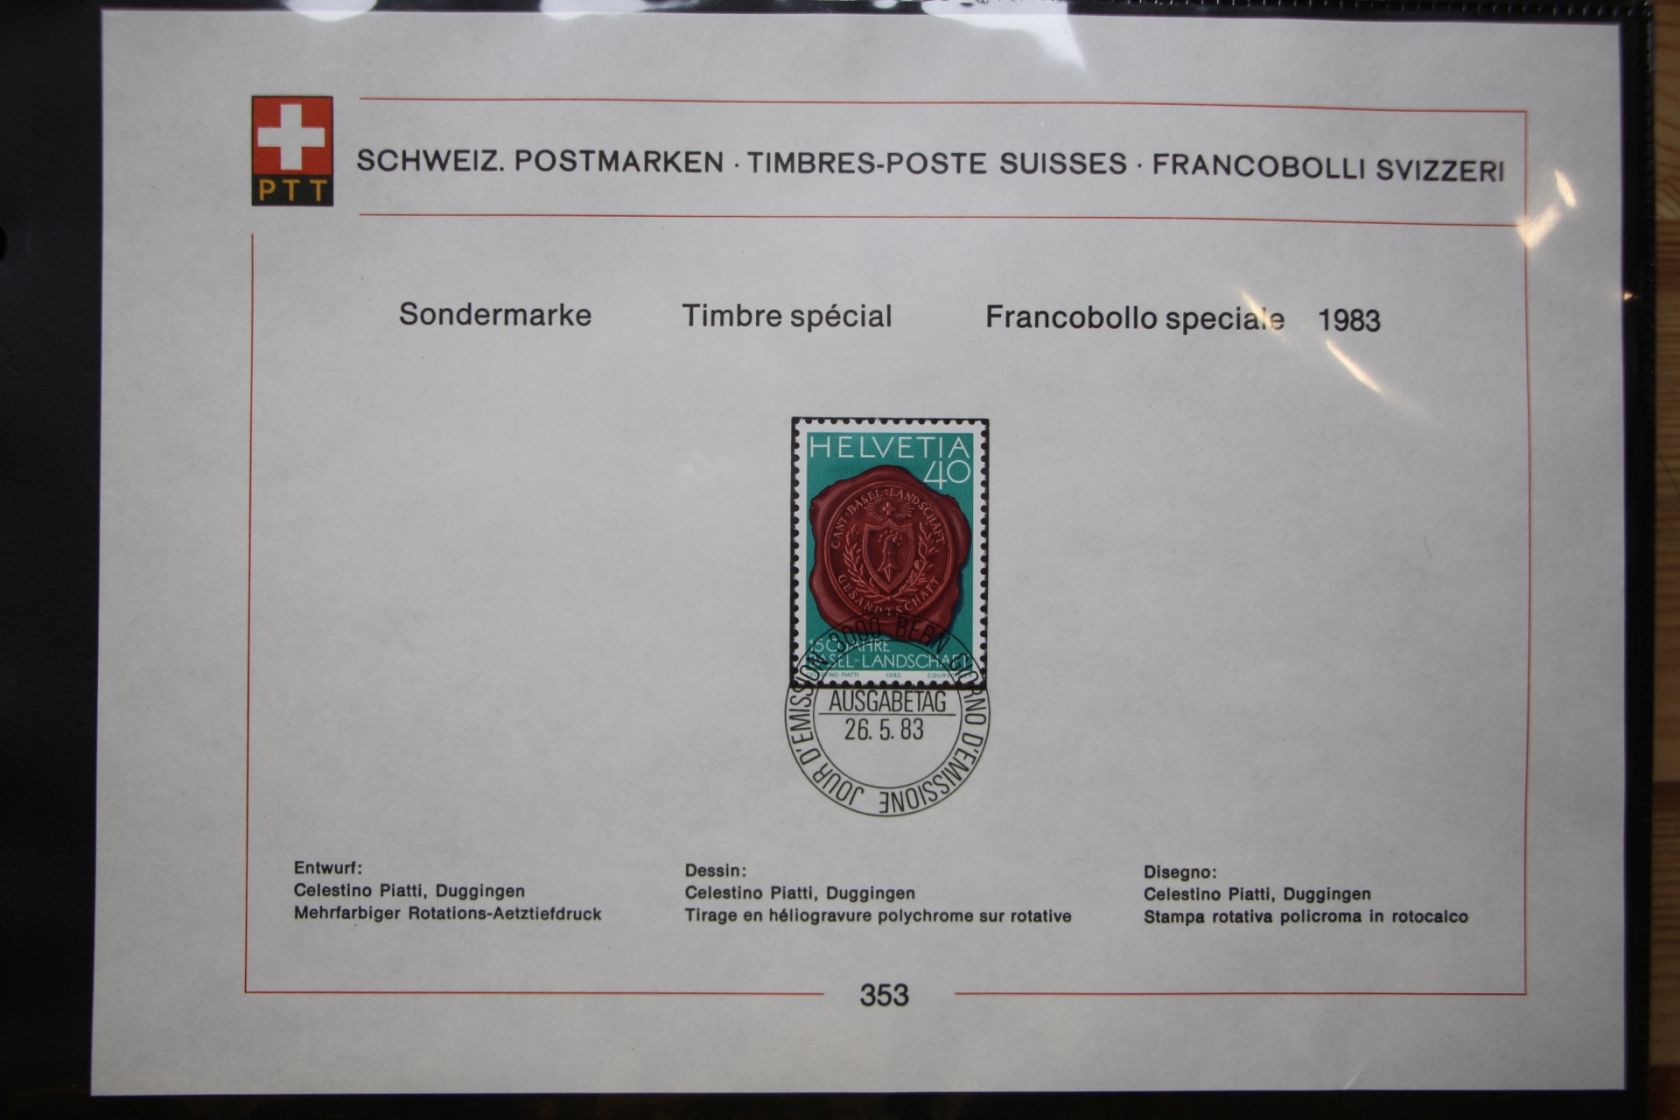 PTT
SCHWEIZ. POSTMARKEN · TIMBRES-POSTE SUISSES · FRANCOBOLLI SVIZZERI
Sondermarke Timbre spécial Francobollo speciale 1983
HELVETIA
40
CANT. BASEL-LANDSCHAFT.
GESANDTSCHAFT
150 JAHRE
BASEL-LANDSCHAFT
PIATTI 1983
3000 BERN
GIORNO D'EMISSIONE
JOUR D'EMISSION
AUSGABETAG
26. 5. 83
Entwurf:
Celestino Piatti, Duggingen
Mehrfarbiger Rotations-Aetztiefdruck
Dessin:
Celestino Piatti, Duggingen
Tirage en héliogravure polychrome sur rotative
Disegno:
Celestino Piatti, Duggingen
Stampa rotativa policroma in rotocalco
353